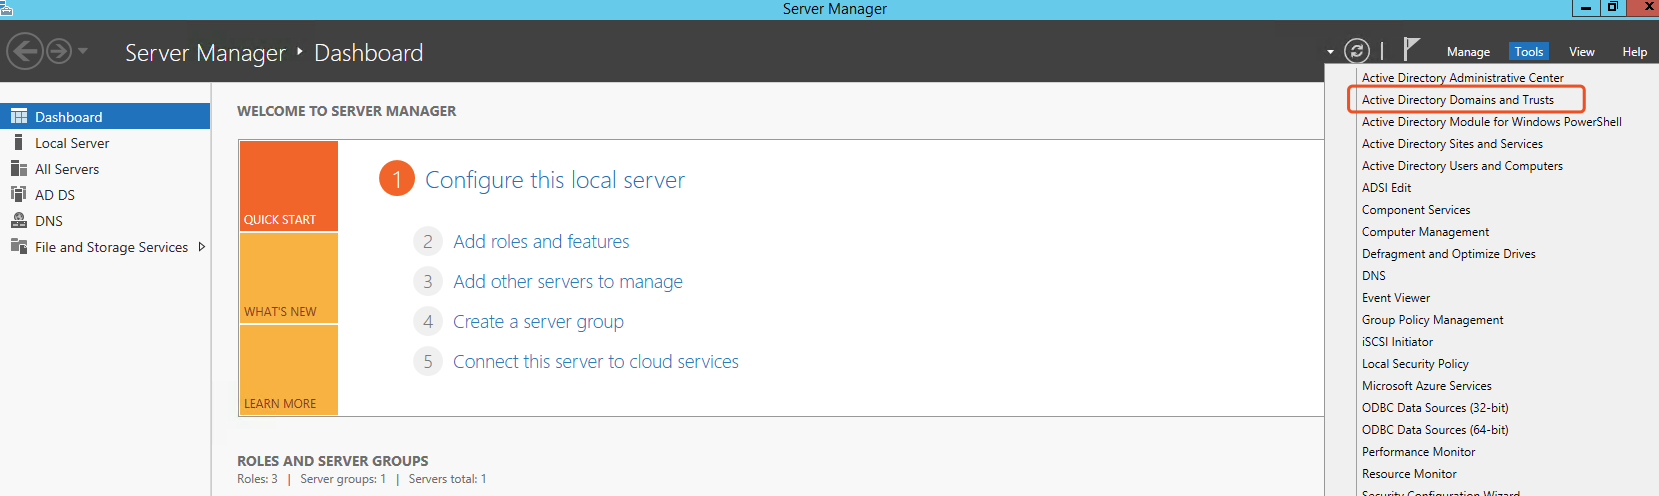 Server Manager
Server Manager ‣ Dashboard
Manage Tools View Help
Dashboard
Local Server
All Servers
AD DS
DNS
File and Storage Services
WELCOME TO SERVER MANAGER
QUICK START
WHAT'S NEW
LEARN MORE
1 Configure this local server
2 Add roles and features
3 Add other servers to manage
4 Create a server group
5 Connect this server to cloud services
ROLES AND SERVER GROUPS
Roles: 3 | Server groups: 1 | Servers total: 1
Active Directory Administrative Center
Active Directory Domains and Trusts
Active Directory Module for Windows PowerShell
Active Directory Sites and Services
Active Directory Users and Computers
ADSI Edit
Component Services
Computer Management
Defragment and Optimize Drives
DNS
Event Viewer
Group Policy Management
iSCSI Initiator
Local Security Policy
Microsoft Azure Services
ODBC Data Sources (32-bit)
ODBC Data Sources (64-bit)
Performance Monitor
Resource Monitor
Security Configuration Wizard